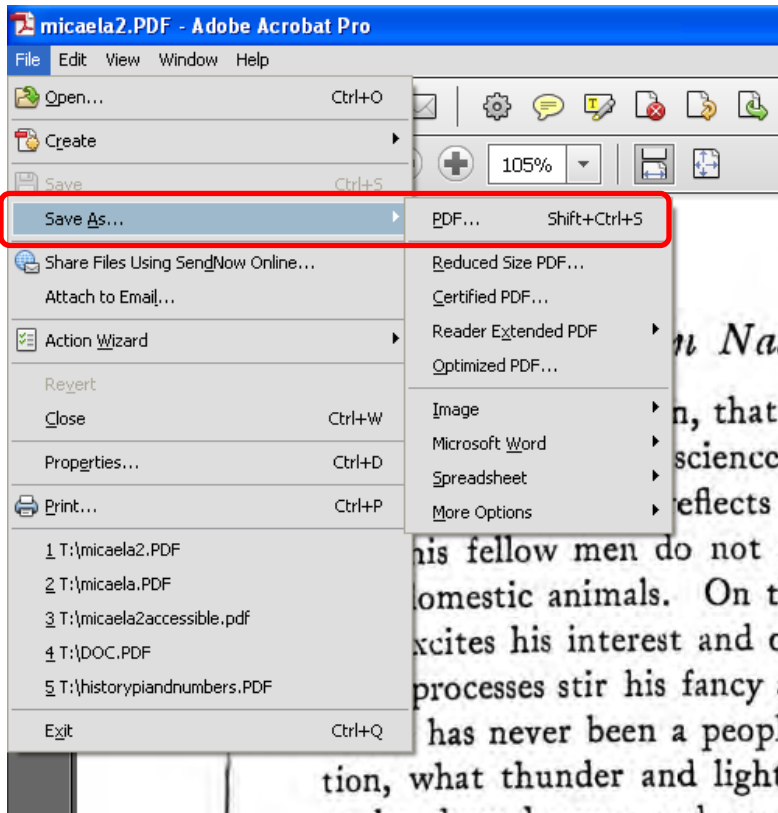 micaela2.PDF - Adobe Acrobat Pro
File Edit View Window Help
Open... Ctrl+O
Create
105%
Save Ctrl+S
Save As...
PDF... Shift+Ctrl+S
Share Files Using SendNow Online...
Attach to Email...
Action Wizard
Revert
Close Ctrl+W
Properties... Ctrl+D
Print... Ctrl+P
1 T:\micaela2.PDF
2 T:\micaela.PDF
3 T:\micaela2accessible.pdf
4 T:\DOC.PDF
5 T:\historypiandnumbers.PDF
Exit Ctrl+Q
Reduced Size PDF...
Certified PDF...
Reader Extended PDF
Optimized PDF...
Image
Microsoft Word
Spreadsheet
More Options
that
reflects
his fellow men do not
domestic animals. On
excites his interest and
processes stir his fancy
has never been a
tion, what thunder and